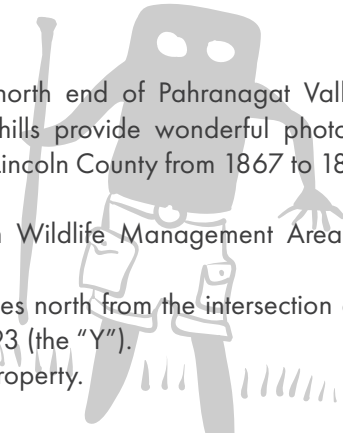 north end of Pahranagat Vall
hills provide wonderful photo
Lincoln County from 1867 to 18
Wildlife Management Area
es north from the intersection
93 (the “Y”).
roperty.